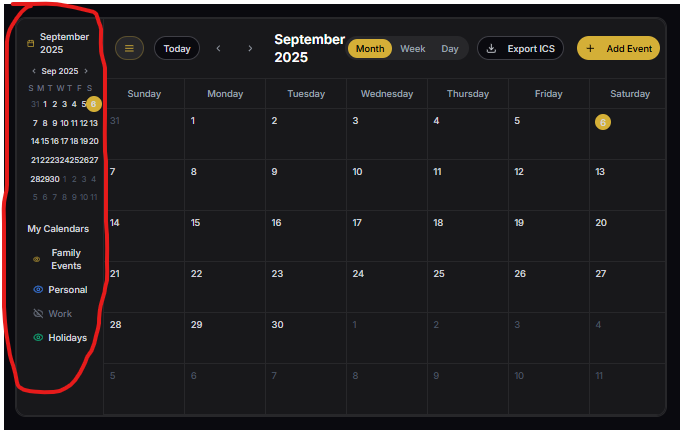 September
2025
Sep 2025
S M T W T F S
31 1 2 3 4 5 6
7 8 9 10 11 12 13
14 15 16 17 18 19 20
21 22 23 24 25 26 27
28 29 30 1 2 3 4
5 6 7 8 9 10 11
My Calendars
Family
Events
Personal
Work
Holidays
Today
September
2025
Month Week Day
Export ICS
+ Add Event
Sunday Monday Tuesday Wednesday Thursday Friday Saturday
31 1 2 3 4 5 6
7 8 9 10 11 12 13
14 15 16 17 18 19 20
21 22 23 24 25 26 27
28 29 30 1 2 3 4
5 6 7 8 9 10 11